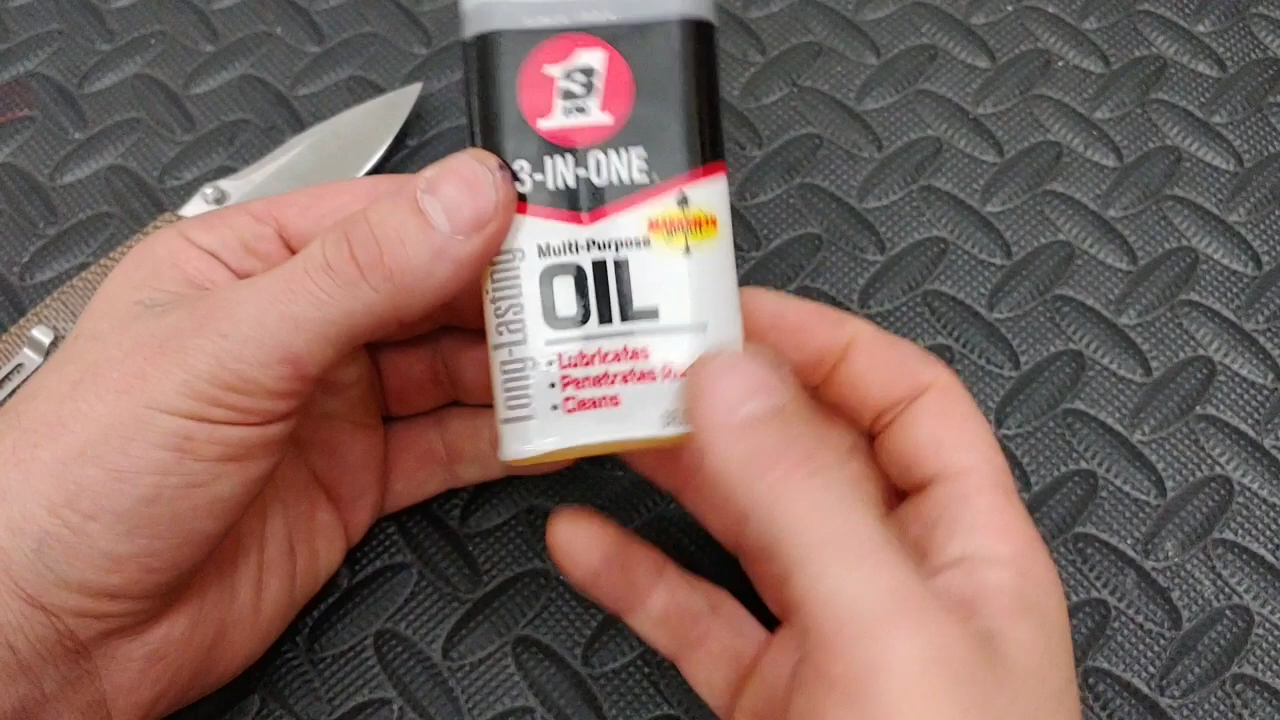 3-IN-ONE
Multi-Purpose
OIL
Long-Lasting
• Lubricates
• Penetrates
• Cleans